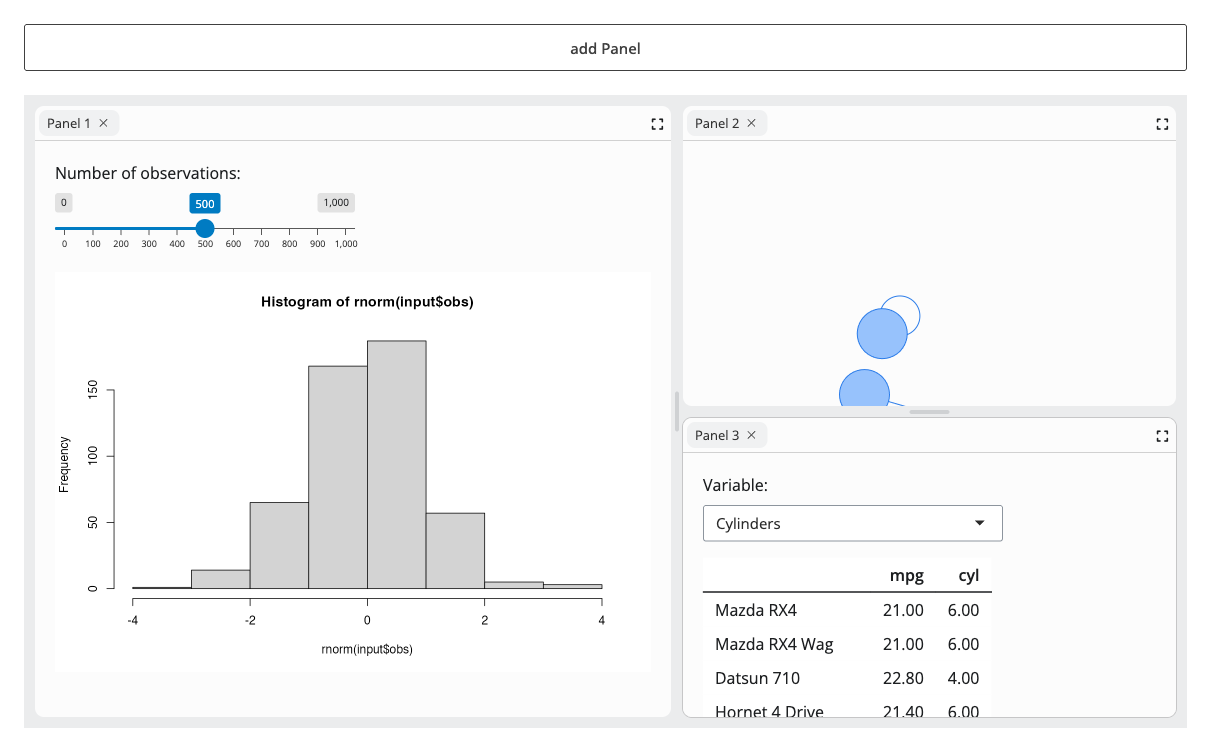 add Panel
Panel 1
Number of observations:
0 500 1,000
0 100 200 300 400 500 600 700 800 900 1,000
Histogram of rnorm(input$obs)
Frequency
150
100
50
0
-4 -2 0 2 4
rnorm(input$obs)
Panel 2
Panel 3
Variable:
Cylinders
mpg cyl
Mazda RX4 21.00 6.00
Mazda RX4 Wag 21.00 6.00
Datsun 710 22.80 4.00
Hornet 4 Drive 21.40 6.00